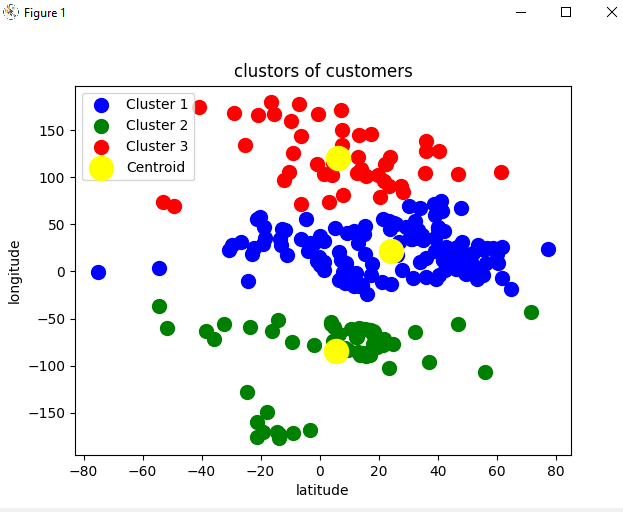 Figure 1
clustors of customers
Cluster 1
Cluster 2
Cluster 3
Centroid
longitude
150
100
50
0
−50
−100
−150
−80 −60 −40 −20 0 20 40 60 80
latitude